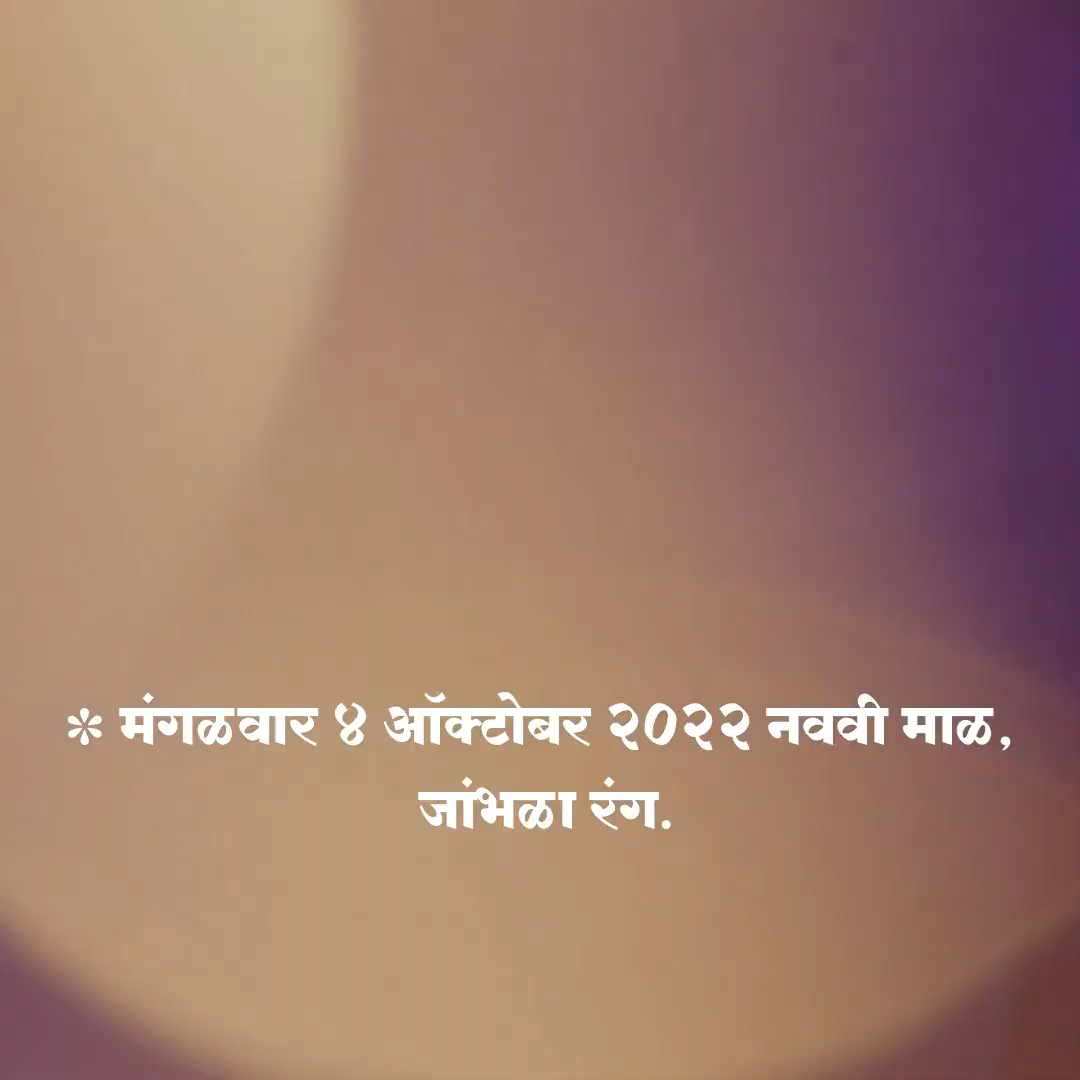 ✽ मंगळवार ४ ऑक्टोबर २०२२ नववी माळ,
जांभळा रंग.